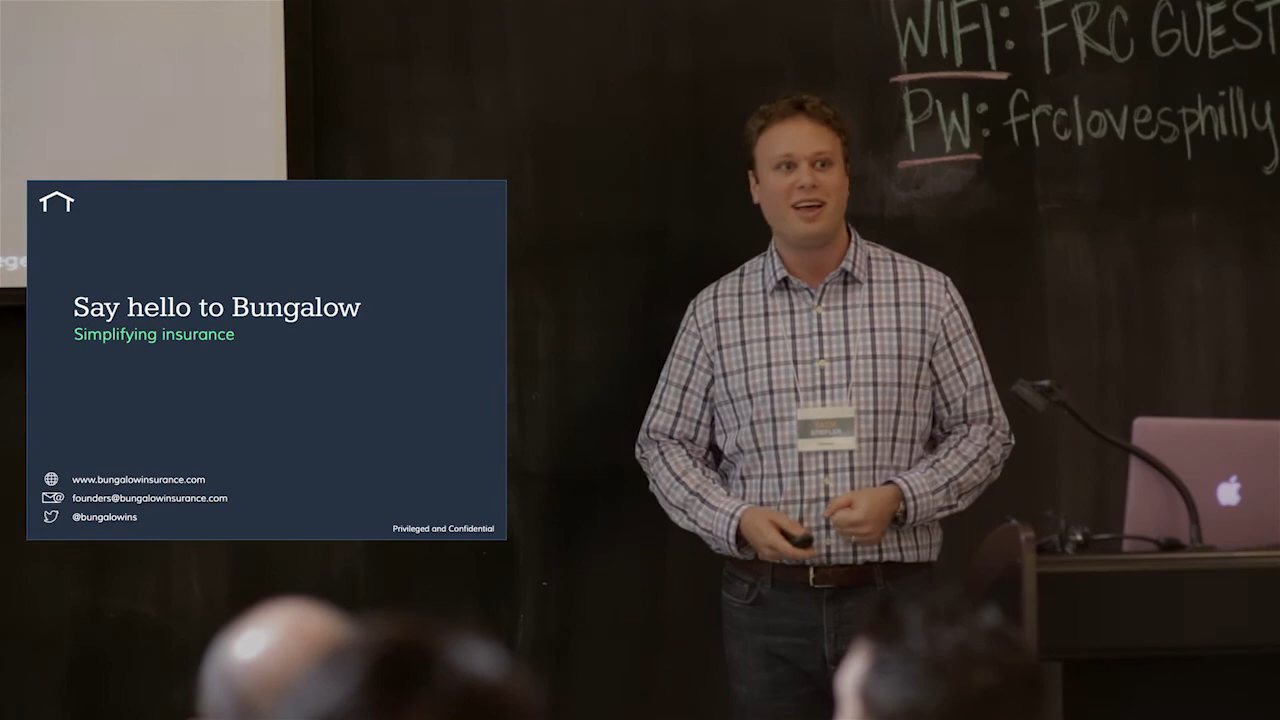 WIFI: FRC GUEST
PW: frclovesphilly
ege
Say hello to Bungalow
Simplifying insurance
www.bungalowinsurance.com
founders@bungalowinsurance.com
@bungalowins
Privileged and Confidential